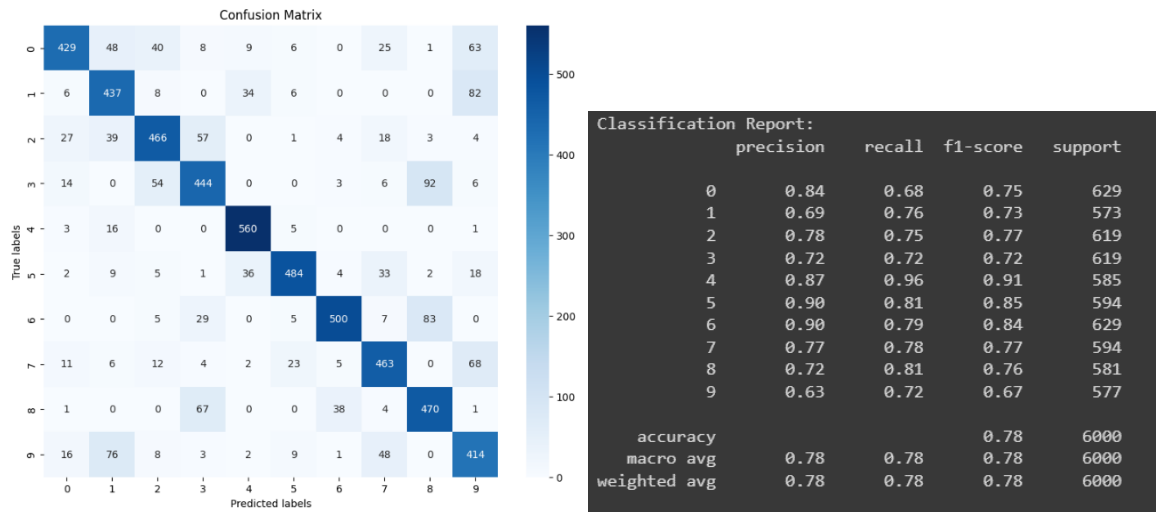 Confusion Matrix
0 429 48 40 8 9 6 0 25 1 63
1 6 437 8 0 34 6 0 0 0 82
2 27 39 466 57 0 1 4 18 3 4
3 14 0 54 444 0 0 3 6 92 6
4 3 16 0 0 560 5 0 0 0 1
5 2 9 5 1 36 484 4 33 2 18
6 0 0 5 29 0 5 500 7 83 0
7 11 6 12 4 2 23 5 463 0 68
8 1 0 0 67 0 0 38 4 470 1
9 16 76 8 3 2 9 1 48 0 414
0 1 2 3 4 5 6 7 8 9
Predicted labels
True labels
500
400
300
200
100
0
Classification Report:
precision recall f1-score support
0 0.84 0.68 0.75 629
1 0.69 0.76 0.73 573
2 0.78 0.75 0.77 619
3 0.72 0.72 0.72 619
4 0.87 0.96 0.91 585
5 0.90 0.81 0.85 594
6 0.90 0.79 0.84 629
7 0.77 0.78 0.77 594
8 0.72 0.81 0.76 581
9 0.63 0.72 0.67 577
accuracy 0.78 6000
macro avg 0.78 0.78 0.78 6000
weighted avg 0.78 0.78 0.78 6000